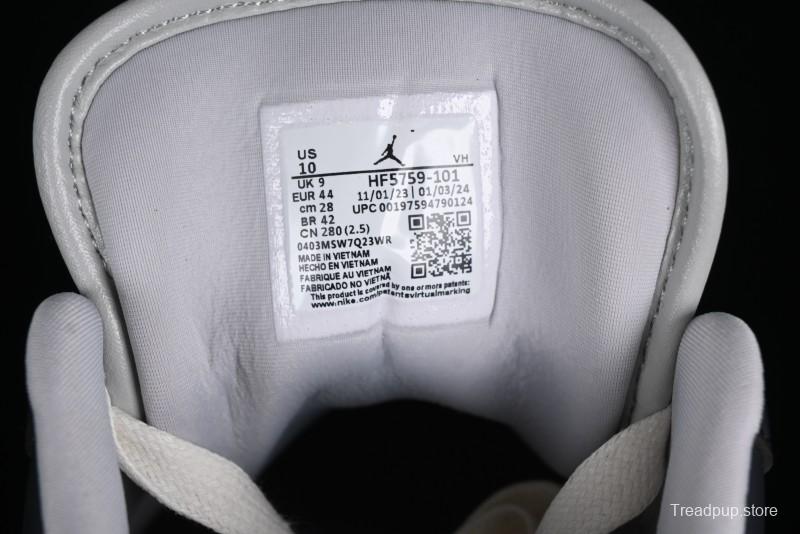 US
10
VH
UK 9
HF5759-101
EUR 44
11/01/23 | 01/03/24
cm 28
UPC 00197594790124
BR 42
CN 280 (2.5)
0403MSW7Q23WR
MADE IN VIETNAM
HECHO EN VIETNAM
FABRIQUE AU VIETNAM
FABRICADO NO VIETNÃ
This product is covered by one or more patents:
www.nike.com/patentsvirtualmarking
Treadpup.store